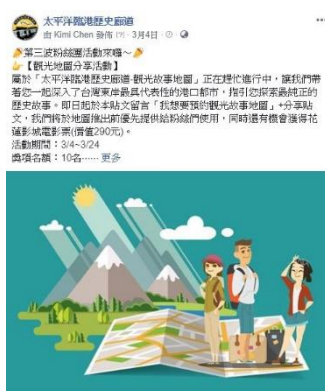 太平洋臨港歷史廊道
由 Kimi Chen 發佈 [?] · 3月4日 ·
第三波粉絲團活動來囉~
【觀光地圖分享活動】
屬於「太平洋臨港歷史廊道-觀光故事地圖」正在趕忙進行中，讓我們帶
著您一起深入了台灣東岸最具代表性的港口都市，指引您探索最純正的
歷史故事。即日起於本貼文留言「我想要預約觀光故事地圖」+分享貼
文，我們將於地圖推出前優先提供給粉絲們使用，同時還有機會獲得花
蓮影城電影票(價值290元)。
活動期間：3/4~3/24
獎項名額：10名...... 更多